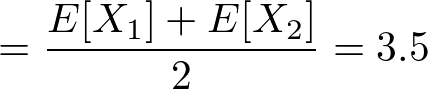 = \frac{E[X_1] + E[X_2]}{2} = 3.5